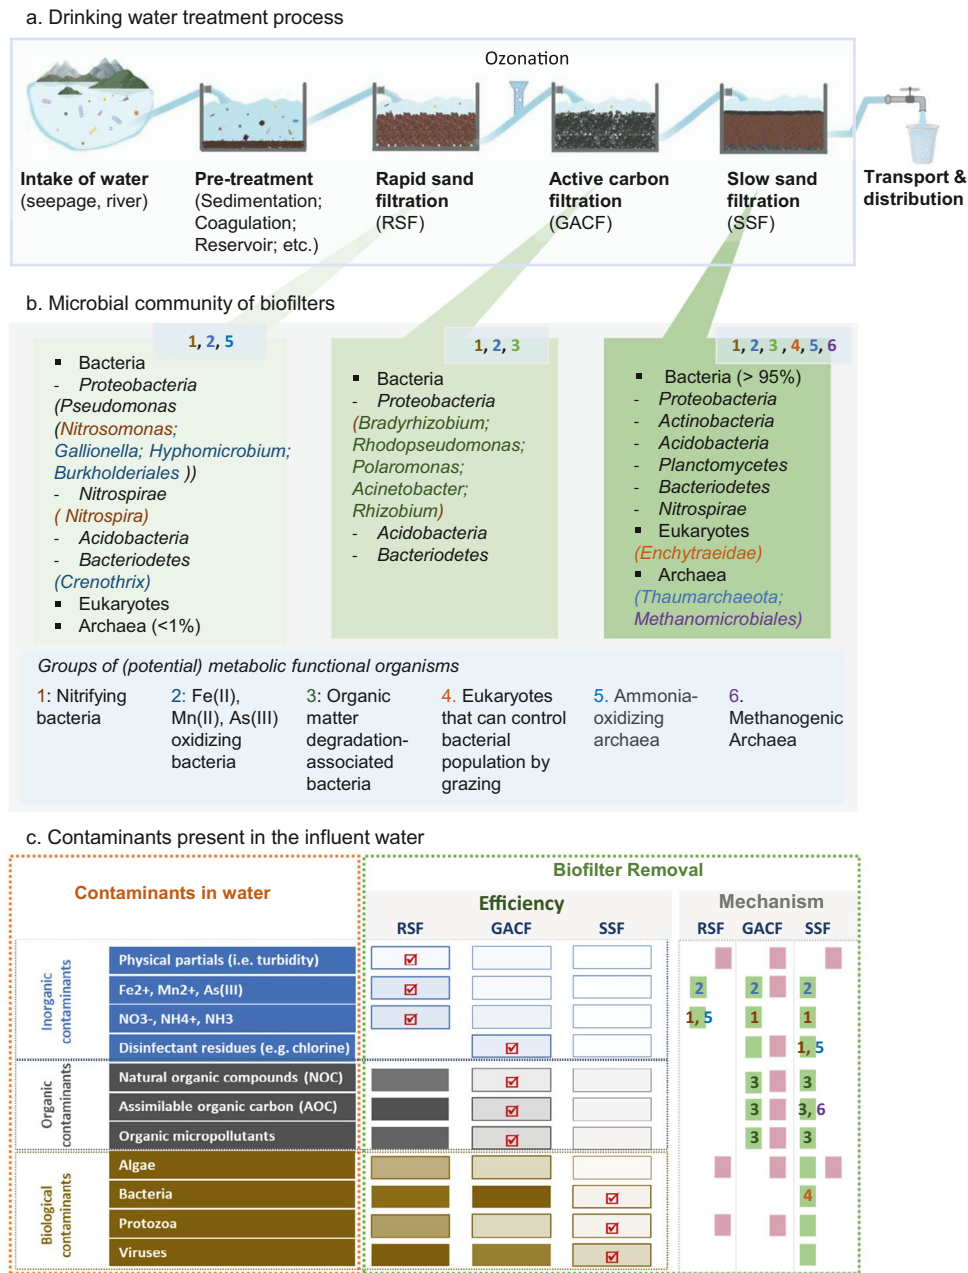 a. Drinking water treatment process
Ozonation
Intake of water
(seepage, river)
Pre-treatment
(Sedimentation;
Coagulation;
Reservoir; etc.)
Rapid sand
filtration
(RSF)
Active carbon
filtration
(GACF)
Slow sand
filtration
(SSF)
Transport &
distribution
b. Microbial community of biofilters
1, 2, 5
▪ Bacteria
- Proteobacteria
(Pseudomonas
(Nitrosomonas;
Gallionella; Hyphomicrobium;
Burkholderiales ))
- Nitrospirae
( Nitrospira)
- Acidobacteria
- Bacteriodetes
(Crenothrix)
▪ Eukaryotes
▪ Archaea (<1%)
1, 2, 3
▪ Bacteria
- Proteobacteria
(Bradyrhizobium;
Rhodopseudomonas;
Polaromonas;
Acinetobacter;
Rhizobium)
- Acidobacteria
- Bacteriodetes
1, 2, 3 , 4, 5, 6
▪ Bacteria (> 95%)
- Proteobacteria
- Actinobacteria
- Acidobacteria
- Planctomycetes
- Bacteriodetes
- Nitrospirae
▪ Eukaryotes
(Enchytraeidae)
▪ Archaea
(Thaumarchaeota;
Methanomicrobiales)
Groups of (potential) metabolic functional organisms
1: Nitrifying
bacteria
2: Fe(II),
Mn(II), As(III)
oxidizing
bacteria
3: Organic
matter
degradation-
associated
bacteria
4. Eukaryotes
that can control
bacterial
population by
grazing
5. Ammonia-
oxidizing
archaea
6.
Methanogenic
Archaea
c. Contaminants present in the influent water
Contaminants in water
Biofilter Removal
Efficiency
Mechanism
RSF GACF SSF
RSF GACF SSF
Inorganic
contaminants
Physical partials (i.e. turbidity)
Fe2+, Mn2+, As(III)
2 2 2
NO3-, NH4+, NH3
1, 5 1 1
Disinfectant residues (e.g. chlorine)
1, 5
Organic
contaminants
Natural organic compounds (NOC)
3 3
Assimilable organic carbon (AOC)
3 3, 6
Organic micropollutants
3 3
Biological
contaminants
Algae
Bacteria
4
Protozoa
Viruses